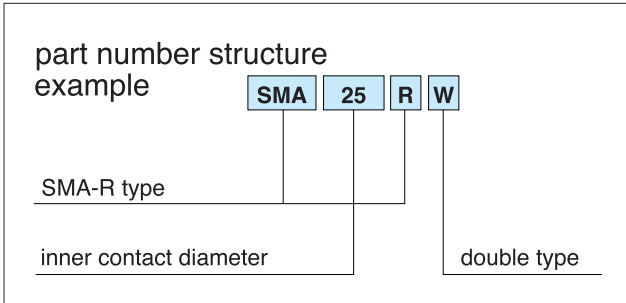 part number structure
example
SMA 25 R W
SMA-R type
inner contact diameter
double type